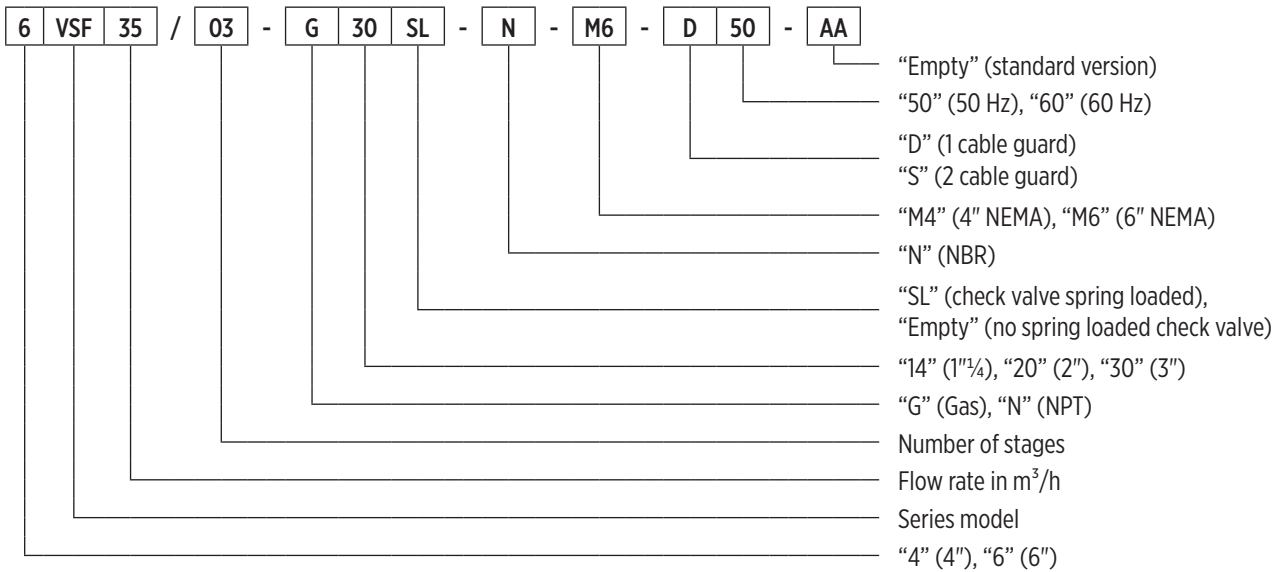 6 VSF 35 / 03 - G 30 SL - N - M6 - D 50 - AA
“Empty” (standard version)
“50” (50 Hz), “60” (60 Hz)
“D” (1 cable guard)
“S” (2 cable guard)
“M4” (4" NEMA), “M6” (6" NEMA)
“N” (NBR)
“SL” (check valve spring loaded),
“Empty” (no spring loaded check valve)
“14” (1"¼), “20” (2"), “30” (3")
“G” (Gas), “N” (NPT)
Number of stages
Flow rate in m³/h
Series model
“4” (4"), “6” (6")